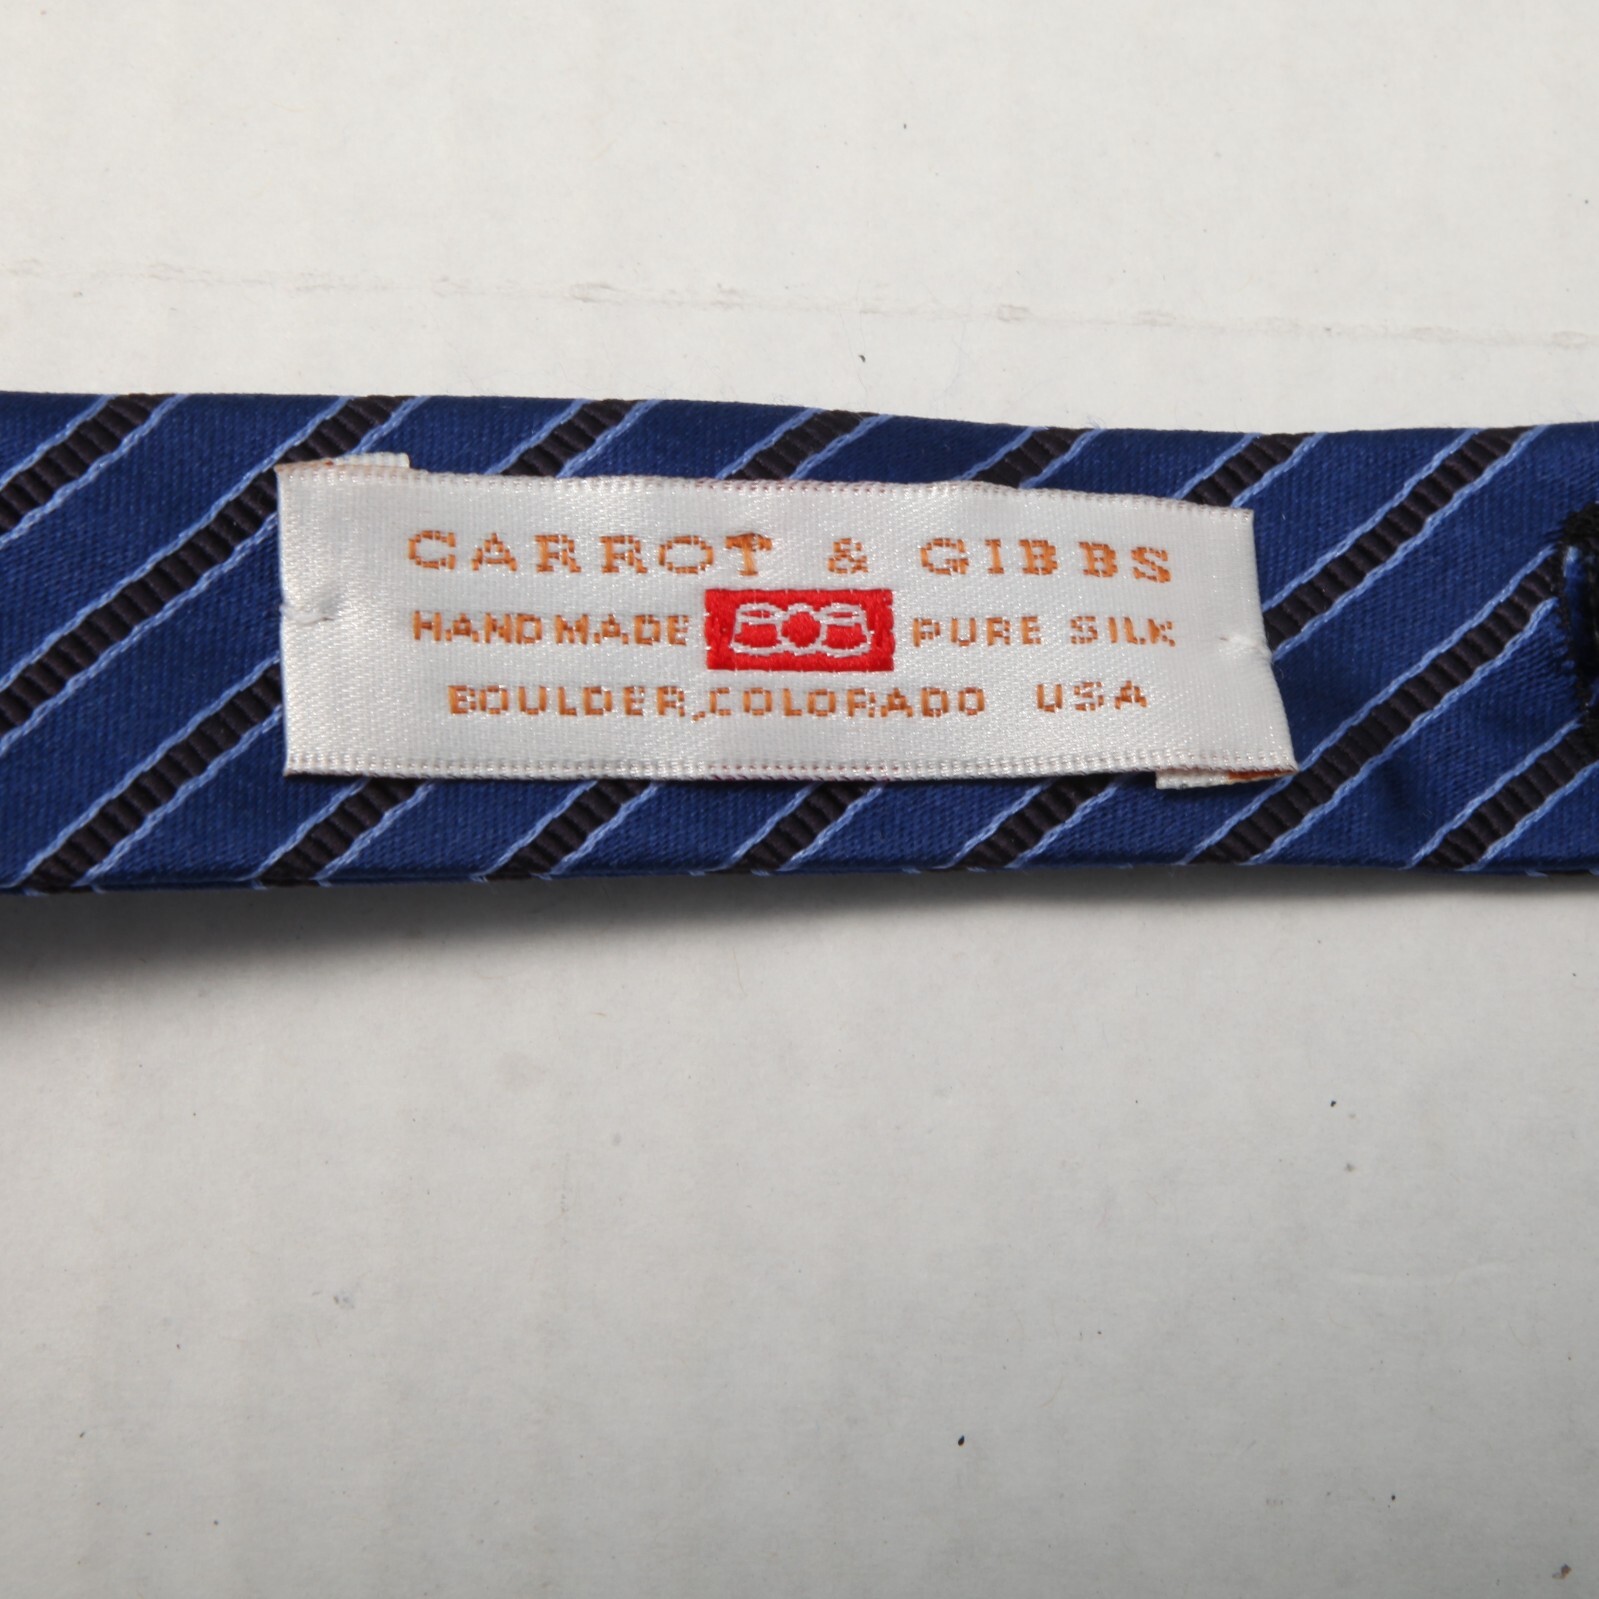 CARROT & GIBBS
HANDMADE PURE SILK
BOULDER, COLORADO USA